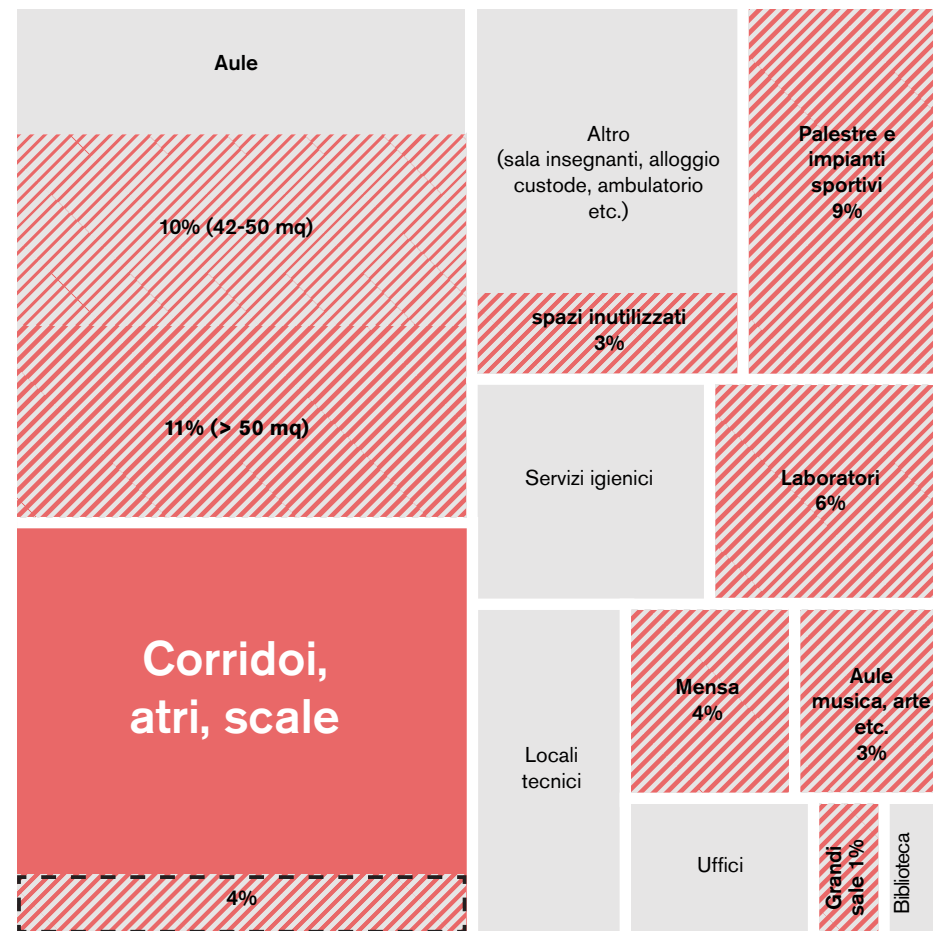 Aule
10% (42-50 mq)
11% (> 50 mq)
Corridoi,
atri, scale
4%
Altro
(sala insegnanti, alloggio
custode, ambulatorio
etc.)
spazi inutilizzati
3%
Palestre e
impianti
sportivi
9%
Servizi igienici
Laboratori
6%
Locali
tecnici
Mensa
4%
Aule
musica, arte
etc.
3%
Uffici
Grandi
sale 1%
Biblioteca